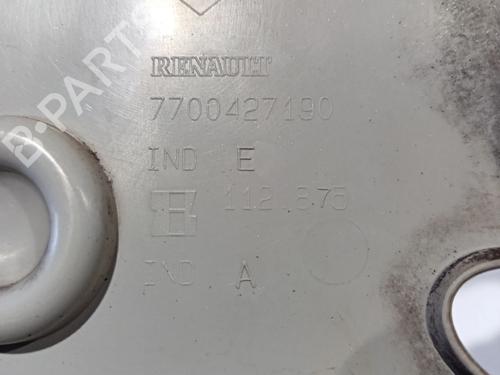 B-PARTS
RENAULT
7700427190
IND E
112.875
IND A